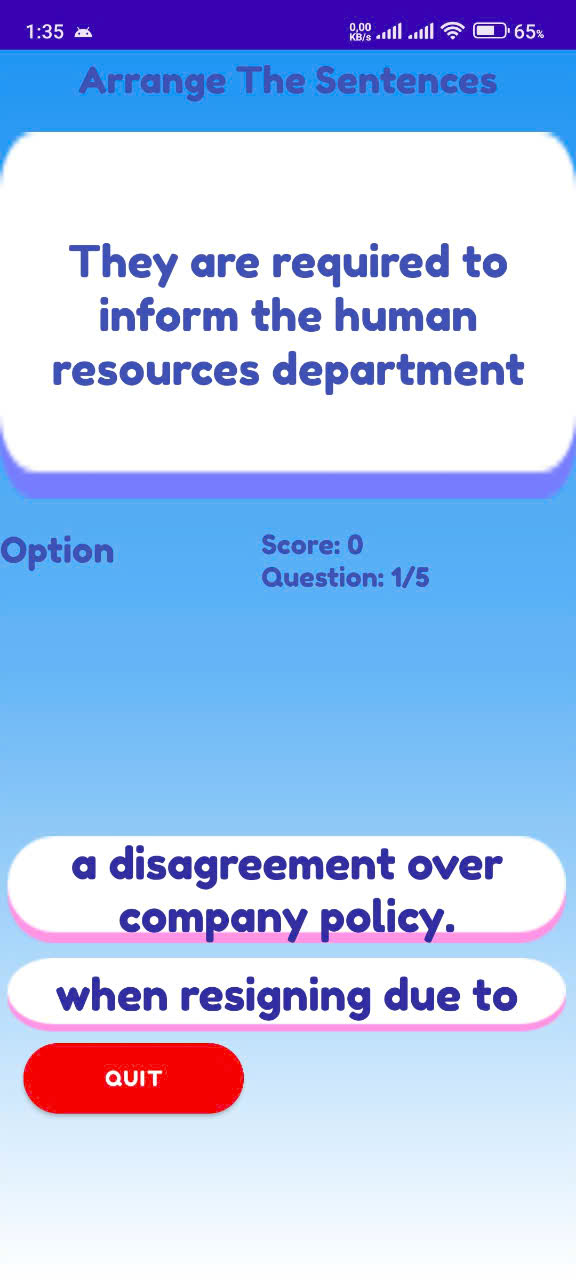 1:35
0,00
KB/s
65%
Arrange The Sentences
They are required to
inform the human
resources department
Option
Score: 0
Question: 1/5
a disagreement over
company policy.
when resigning due to
QUIT